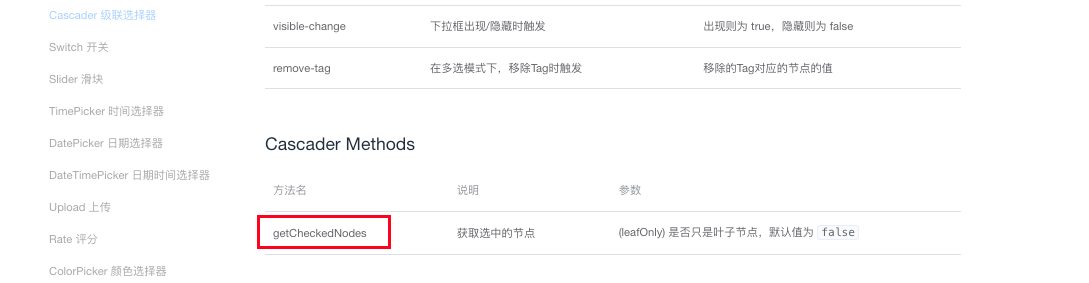 Cascader 级联选择器
Switch 开关
Slider 滑块
TimePicker 时间选择器
DatePicker 日期选择器
DateTimePicker 日期时间选择器
Upload 上传
Rate 评分
ColorPicker 颜色选择器
visible-change 下拉框出现/隐藏时触发 出现则为 true，隐藏则为 false
remove-tag 在多选模式下，移除Tag时触发 移除的Tag对应的节点的值
Cascader Methods
方法名 说明 参数
getCheckedNodes 获取选中的节点 (leafOnly) 是否只是叶子节点，默认值为 false